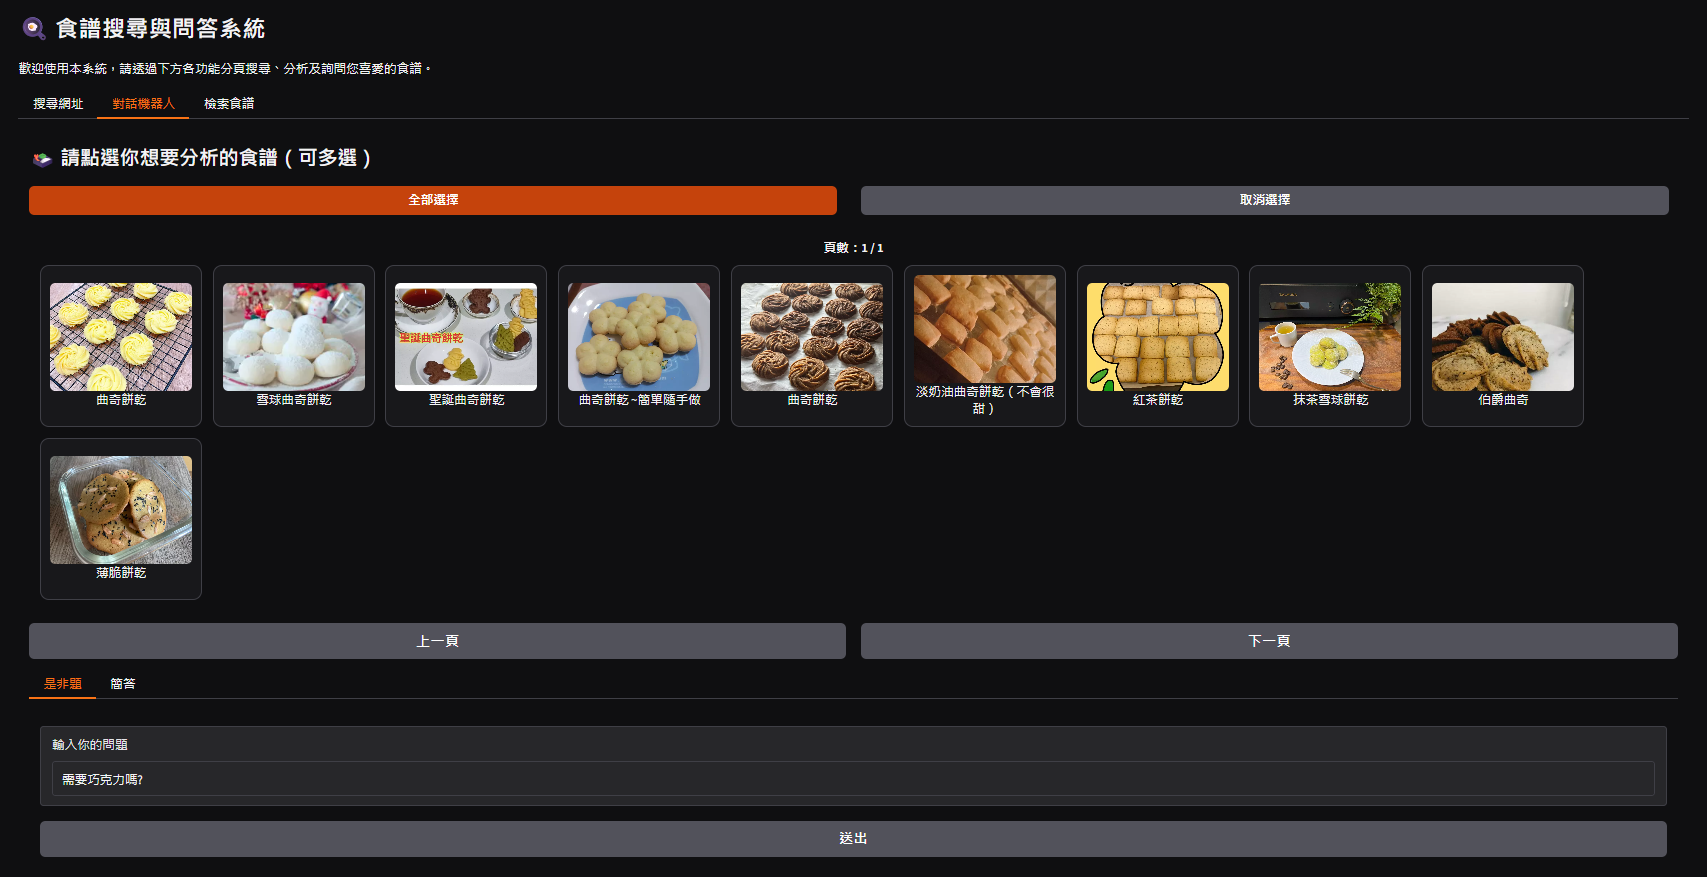 食譜搜尋與問答系統
歡迎使用本系統，請透過下方各功能分頁搜尋、分析及詢問您喜愛的食譜。
搜尋網址 對話機器人 檢索食譜
請點選你想要分析的食譜（可多選）
全部選擇 取消選擇
頁數：1 / 1
聖誕曲奇餅乾
曲奇餅乾 雪球曲奇餅乾 聖誕曲奇餅乾 曲奇餅乾~簡單隨手做 曲奇餅乾 淡奶油曲奇餅乾（不會很 紅茶餅乾 抹茶雪球餅乾 伯爵曲奇
甜）
薄脆餅乾
上一頁 下一頁
是非題 簡答
輸入你的問題
需要巧克力嗎?
送出